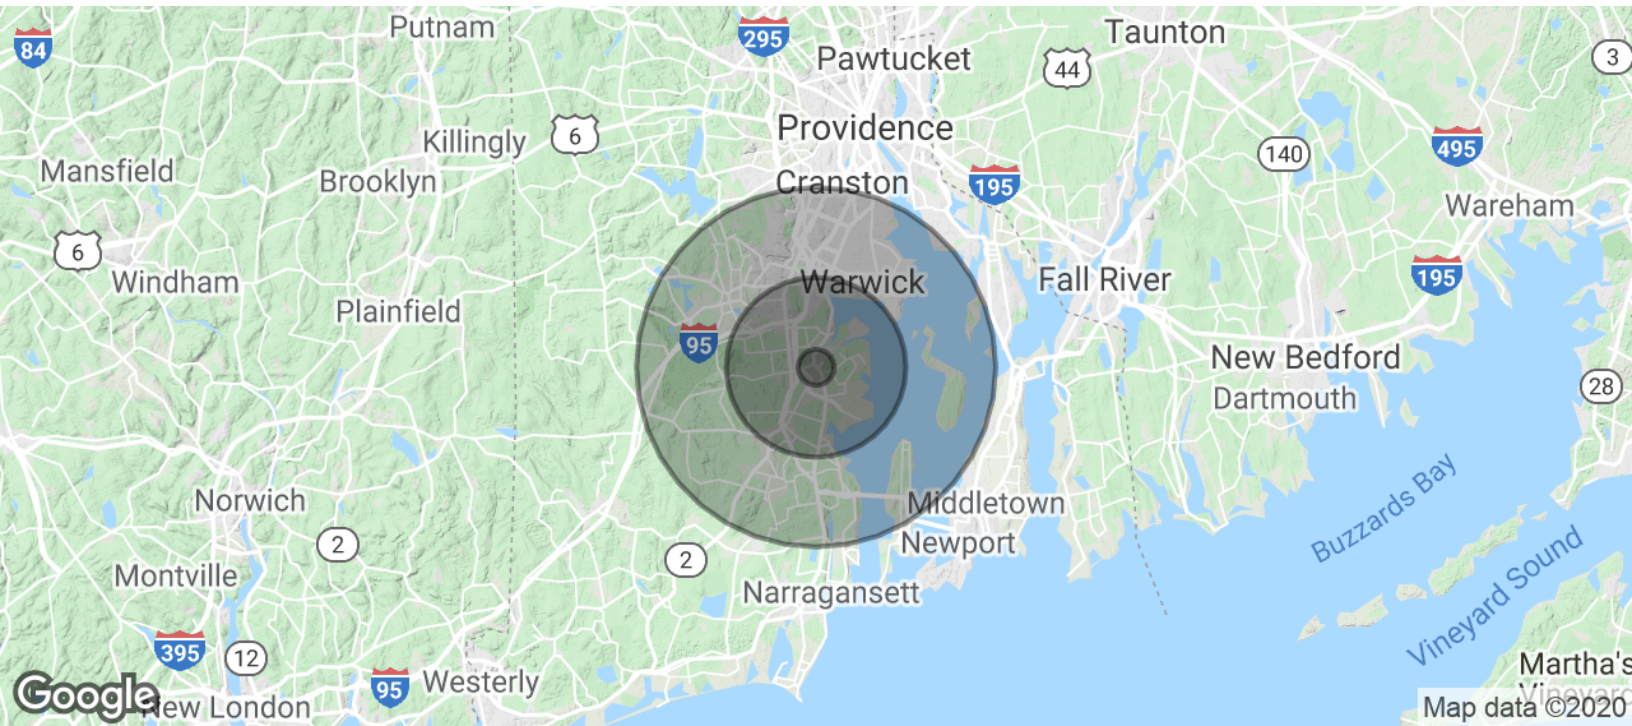 Putnam
295
Taunton
84
Pawtucket
44
3
Providence
6
Killingly
140
495
Mansfield
Brooklyn
Cranston
195
Wareham
6
Windham
Warwick
Fall River
195
Plainfield
95
New Bedford
28
Dartmouth
Norwich
Middletown
Buzzards Bay
2
2
Newport
Montville
Narragansett
Vineyard Sound
395
12
Martha's
95
Westerly
Vineyard
Google
New London
Map data ©2020